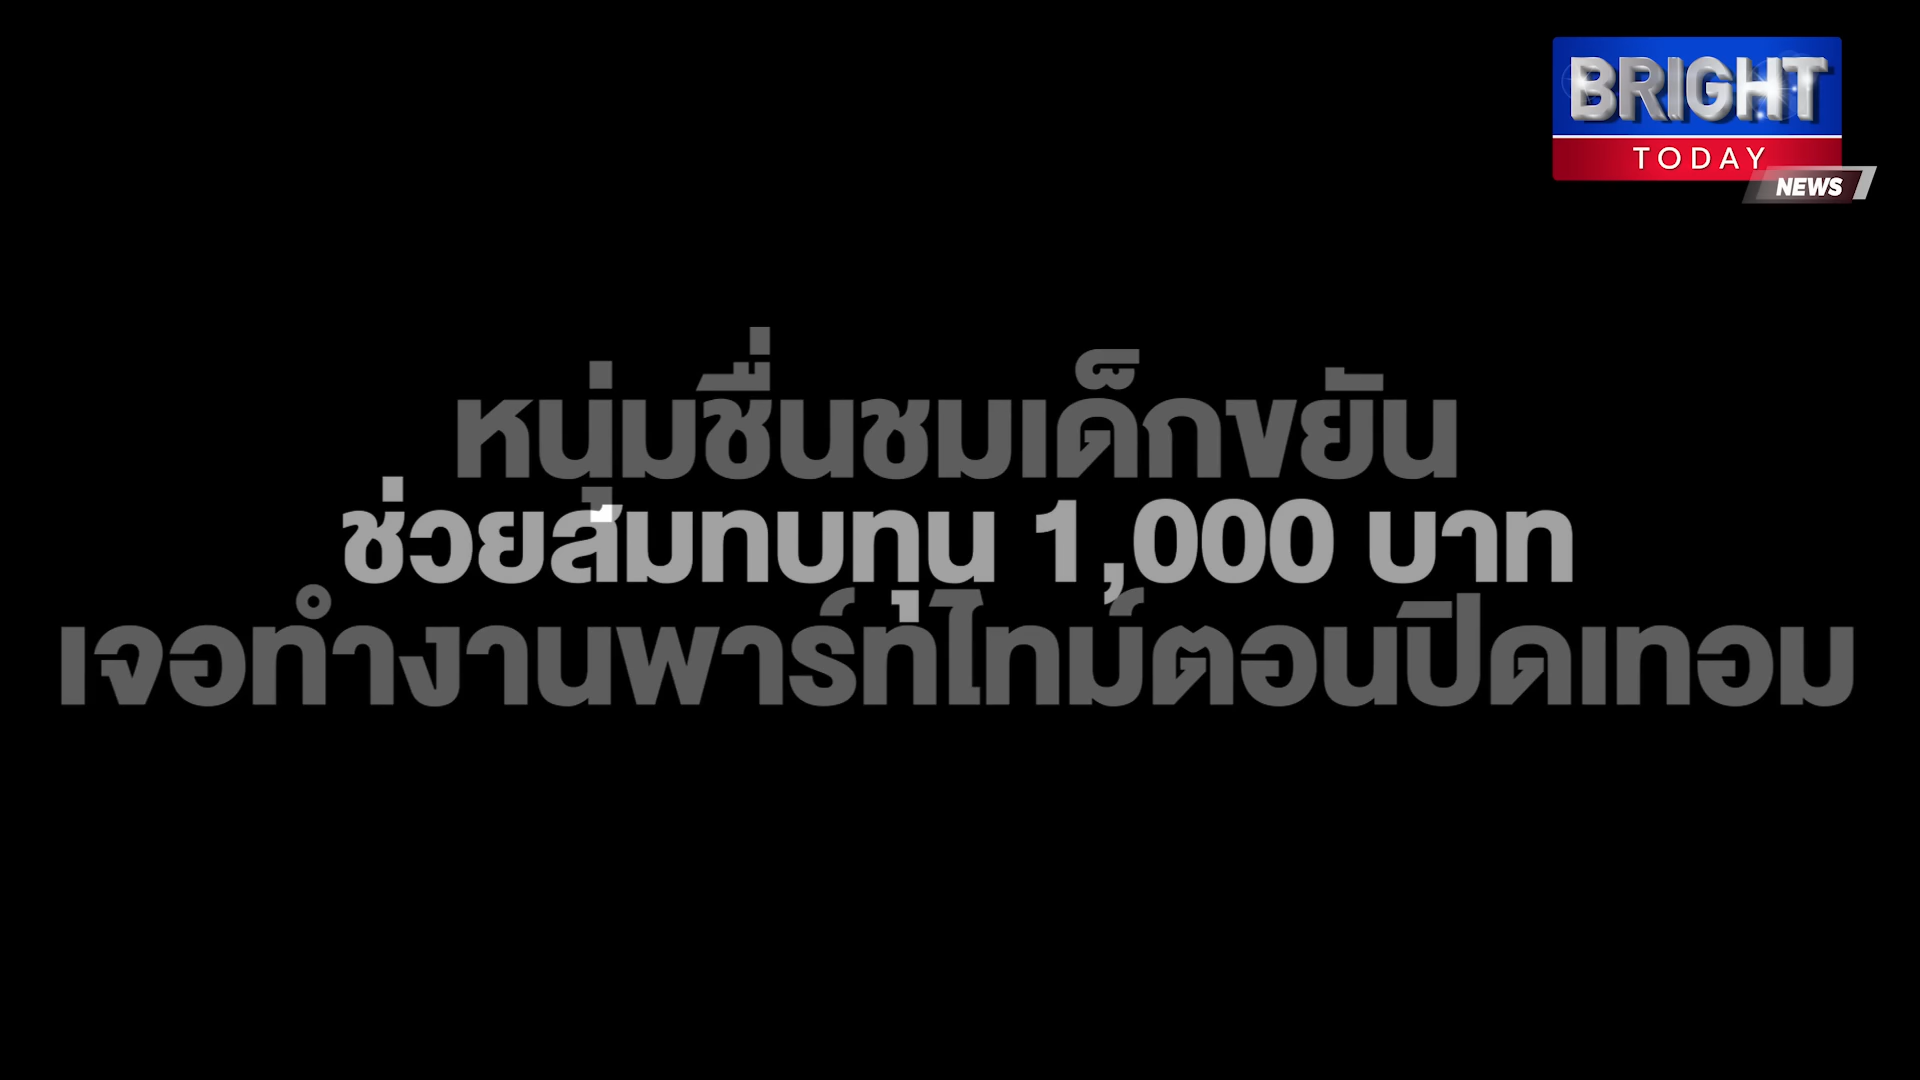 BRIGHT
TODAY
NEWS
หนุ่มชื่นชมเด็กขยัน
ช่วยสมทบทุน 1,000 บาท
เจอทำงานพาร์ทไทม์ตอนปิดเทอม